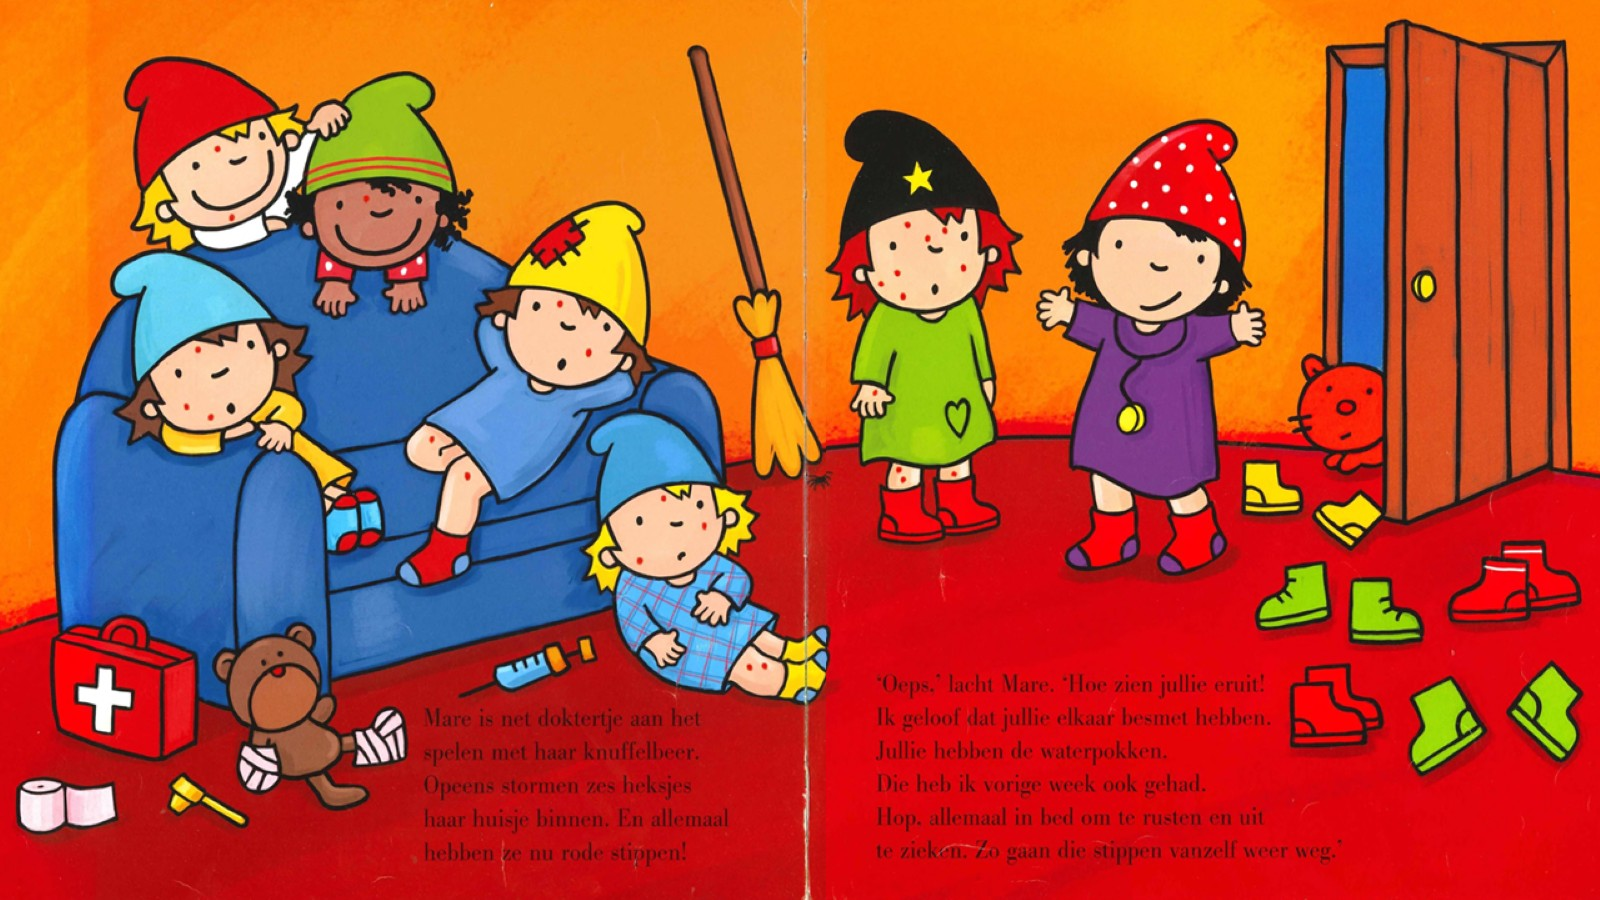 Mare is net doktertje aan het
spelen met haar knuffelbeer.
Opeens stormen zes heksjes
haar huisje binnen. En allemaal
hebben ze nu rode stippen!
‘Oeps,’ lacht Mare. ‘Hoe zien jullie eruit!
Ik geloof dat jullie elkaar besmet hebben.
Jullie hebben de waterpokken.
Die heb ik vorige week ook gehad.
Hop, allemaal in bed om te rusten en uit
te zieken. Zo gaan die stippen vanzelf weer weg.’